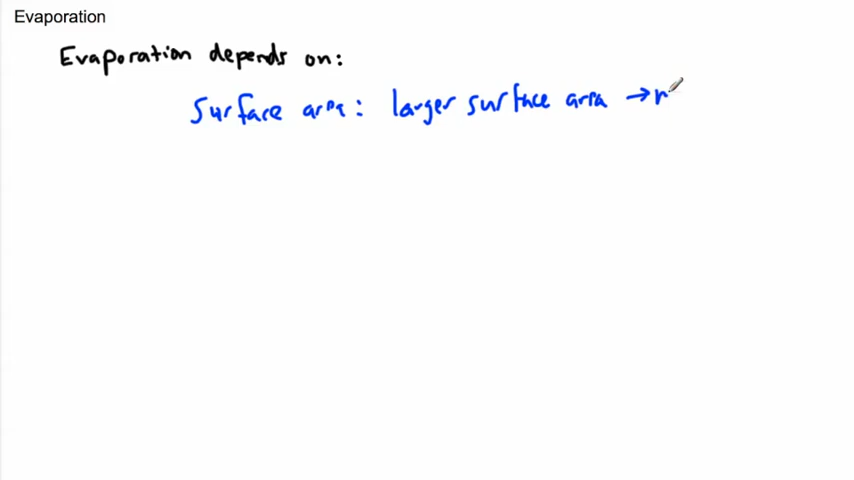 Evaporation
Evaporation depends on:
Surface area: larger surface area →